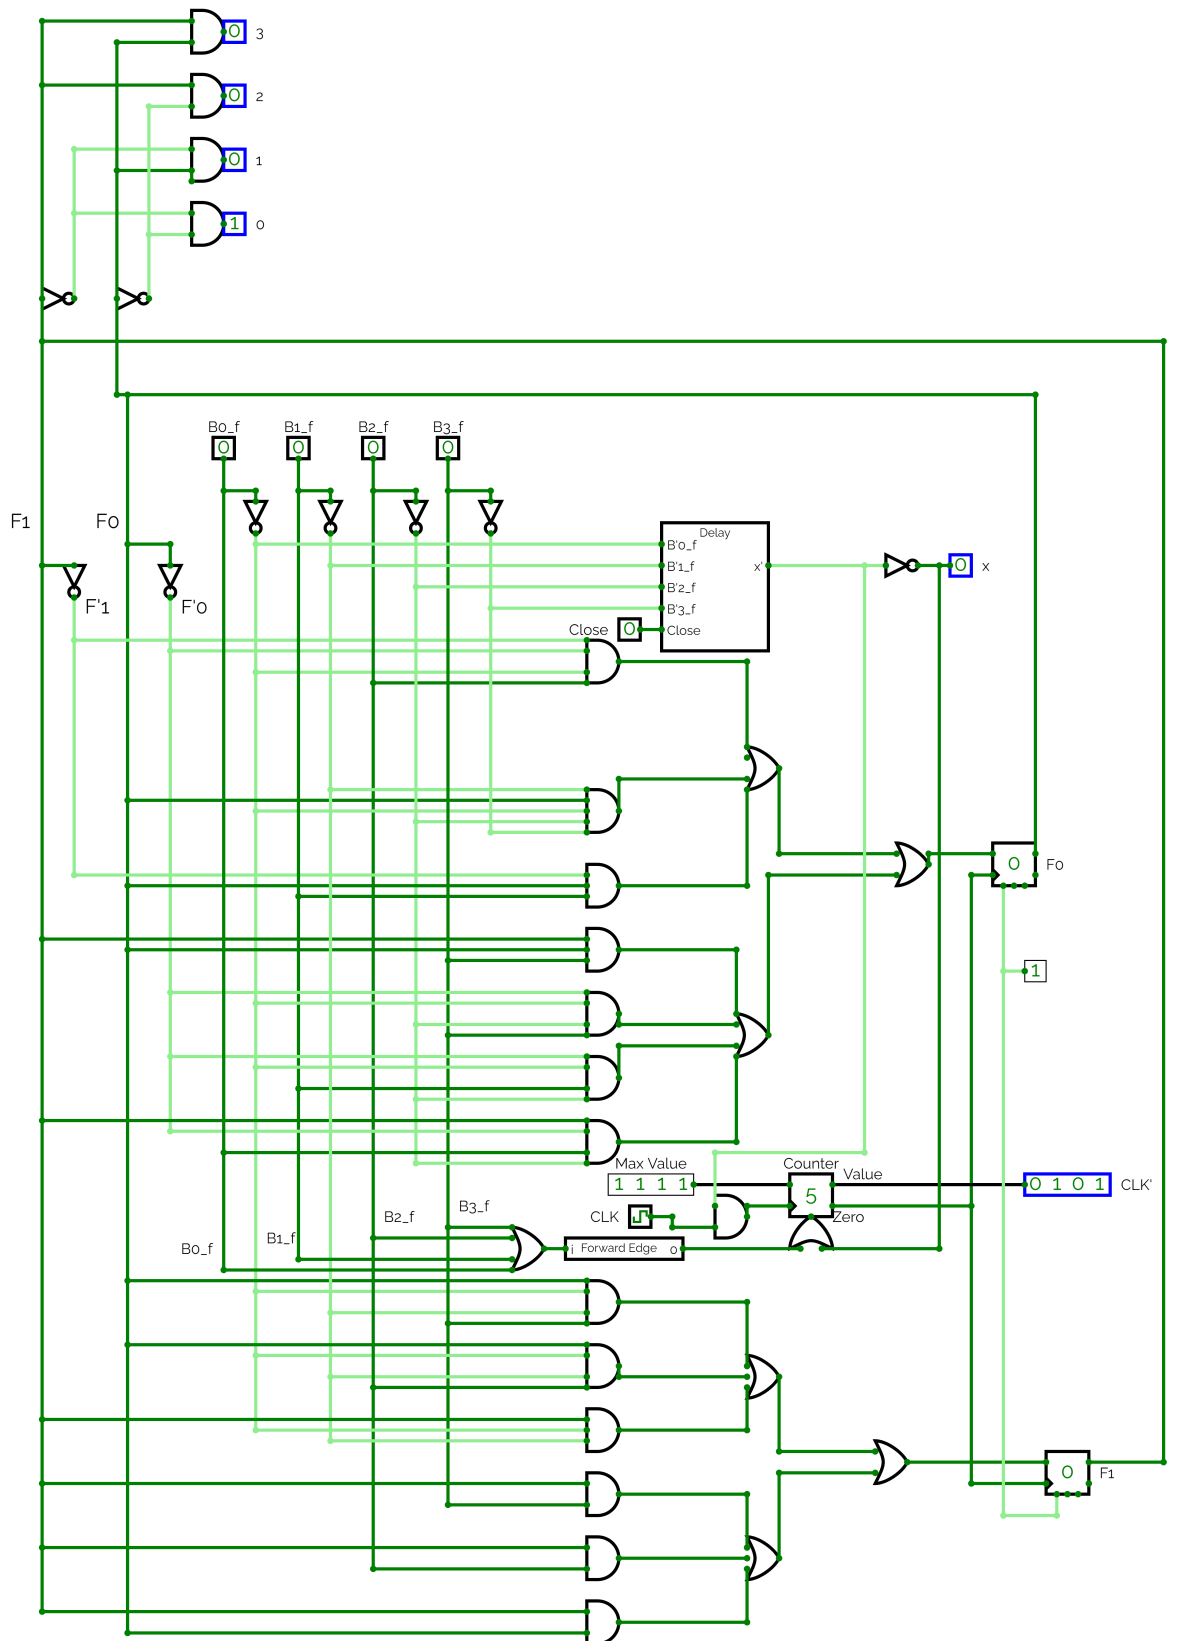 0 3
0 2
0 1
1 0
B0_f B1_f B2_f B3_f
0 0 0 0
F1 F0
Delay
B'0_f
B'1_f x' 0 x
B'2_f
F'1 F'0
B'3_f
Close 0 Close
0 F0
1
Max Value Counter
Value
1 1 1 1 5 0 1 0 1 CLK'
B3_f
B2_f CLK Zero
B1_f
B0_f i Forward Edge 0
0 F1